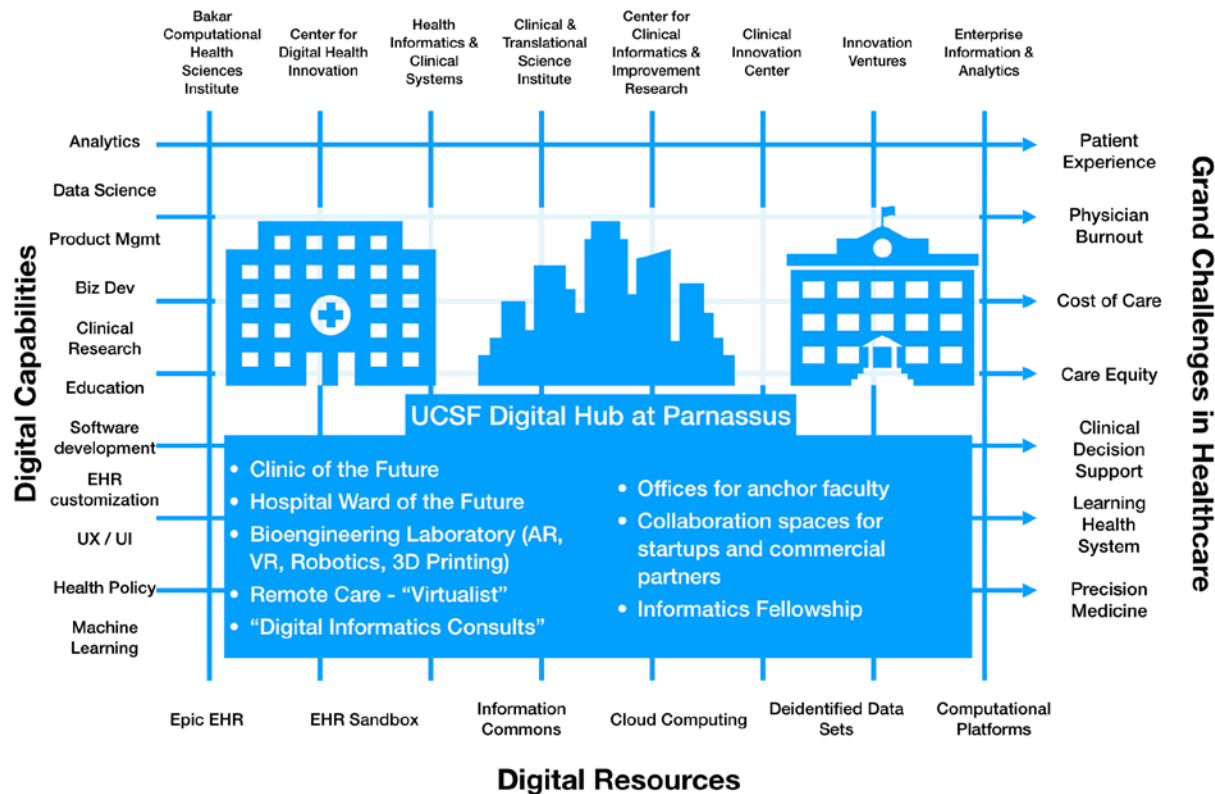 Bakar
Computational
Health
Sciences
Institute
Center for
Digital Health
Innovation
Health
Informatics &
Clinical
Systems
Clinical &
Translational
Science
Institute
Center for
Clinical
Informatics &
Improvement
Research
Clinical
Innovation
Center
Innovation
Ventures
Enterprise
Information &
Analytics
Digital Capabilities
Analytics
Data Science
Product Mgmt
Biz Dev
Clinical
Research
Education
Software
development
EHR
customization
UX / UI
Health Policy
Machine
Learning
UCSF Digital Hub at Parnassus
• Clinic of the Future
• Hospital Ward of the Future
• Bioengineering Laboratory (AR,
VR, Robotics, 3D Printing)
• Remote Care - “Virtualist”
• “Digital Informatics Consults”
• Offices for anchor faculty
• Collaboration spaces for
startups and commercial
partners
• Informatics Fellowship
Patient
Experience
Physician
Burnout
Cost of Care
Care Equity
Clinical
Decision
Support
Learning
Health
System
Precision
Medicine
Grand Challenges in Healthcare
Epic EHR
EHR Sandbox
Information
Commons
Cloud Computing
Deidentified Data
Sets
Computational
Platforms
Digital Resources